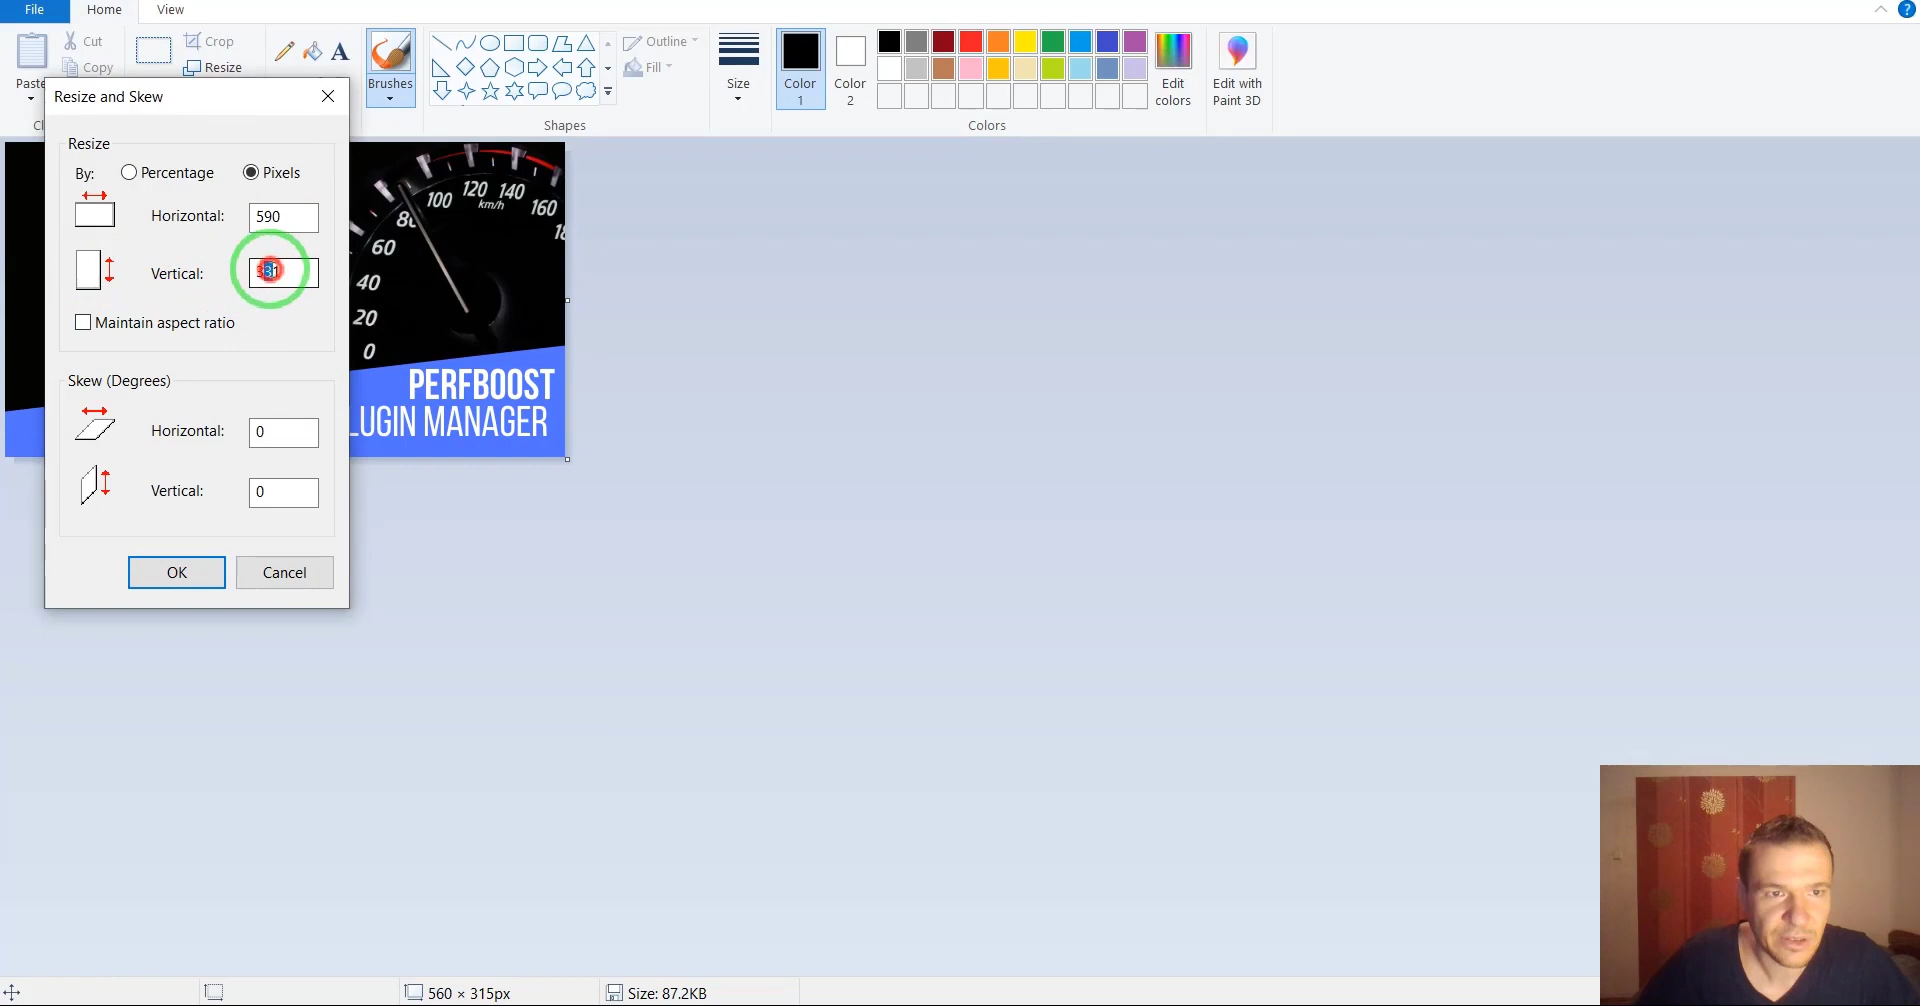 File Home View
Paste
Cut
Copy
Crop
Resize
Brushes
Shapes
Outline
Fill
Size
Color 1
Color 2
Colors
Edit colors
Edit with Paint 3D
Resize and Skew
Resize
By: Percentage Pixels
Horizontal: 590
Vertical: 331
Maintain aspect ratio
Skew (Degrees)
Horizontal: 0
Vertical: 0
OK Cancel
0
20
40
60
100
120
140
160
km/h
PERFBOOST
LUGIN MANAGER
560 × 315px
Size: 87.2KB